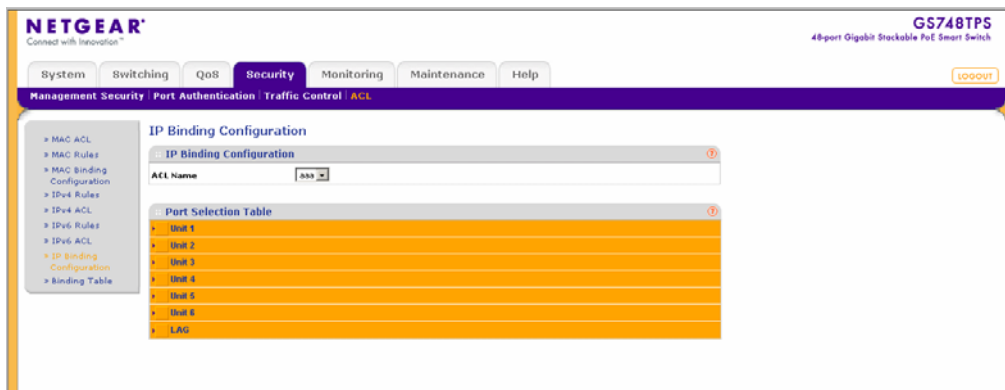 NETGEAR
Connect with Innovation™
GS748TPS
48-port Gigabit Stackable PoE Smart Switch
System Switching QoS Security Monitoring Maintenance Help
LOGOUT
Management Security | Port Authentication | Traffic Control | ACL
» MAC ACL
» MAC Rules
» MAC Binding
Configuration
» IPv4 Rules
» IPv4 ACL
» IPv6 Rules
» IPv6 ACL
» IP Binding
Configuration
» Binding Table
IP Binding Configuration
IP Binding Configuration
ACL Name aaa
Port Selection Table
Unit 1
Unit 2
Unit 3
Unit 4
Unit 5
Unit 6
LAG